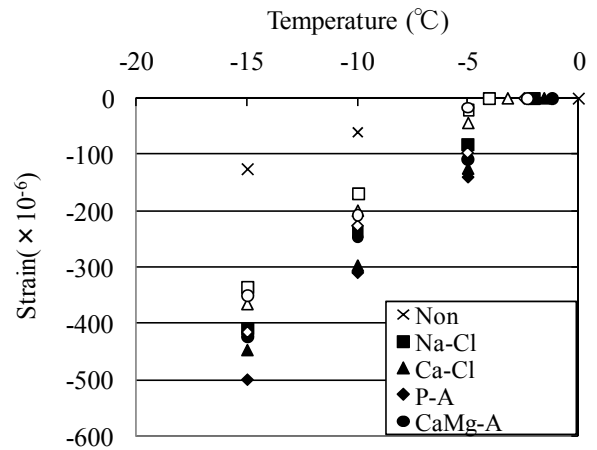 Temperature (℃)
-20 -15 -10 -5 0
0
-100
-200
-300
-400
-500
-600
Strain(×10⁻⁶)
Non
Na-Cl
Ca-Cl
P-A
CaMg-A